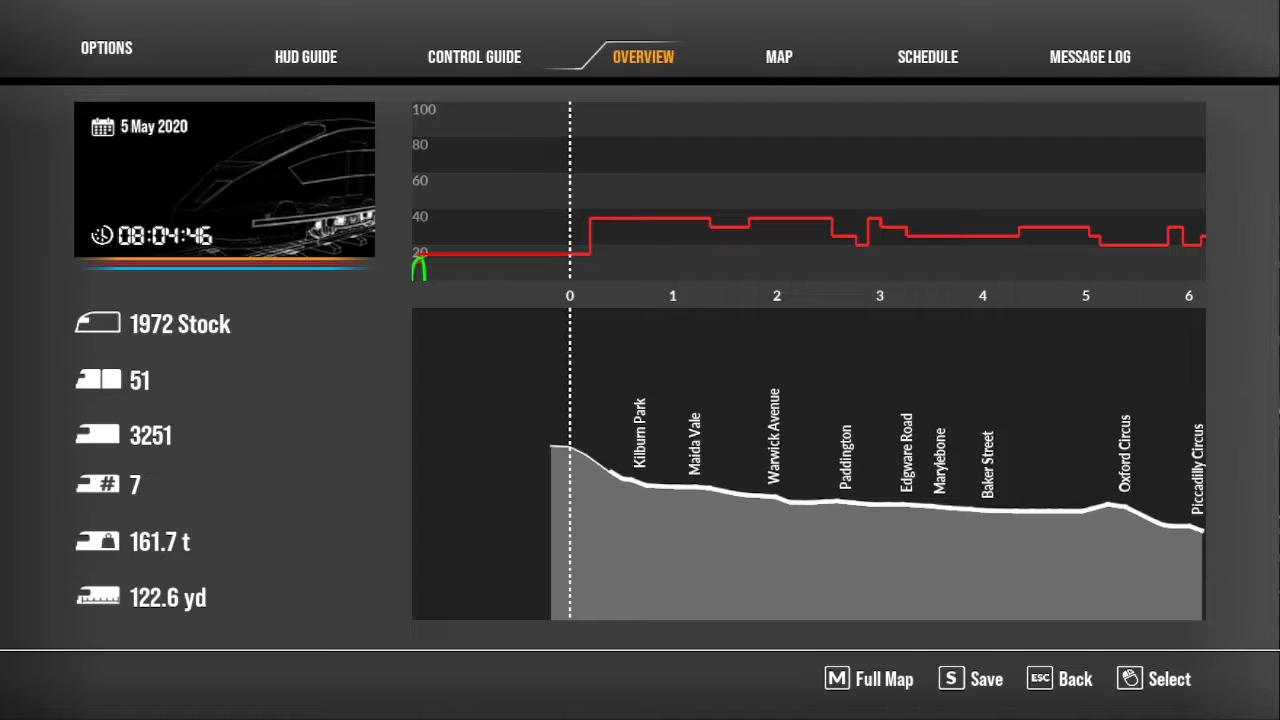 OPTIONS
HUD GUIDE
CONTROL GUIDE
OVERVIEW
MAP
SCHEDULE
MESSAGE LOG
5 May 2020
08:04:46
1972 Stock
51
3251
# 7
161.7 t
122.6 yd
100
80
60
40
20
0 1 2 3 4 5 6
Kilburn Park
Maida Vale
Warwick Avenue
Paddington
Edgware Road
Marylebone
Baker Street
Oxford Circus
Piccadilly Circus
M Full Map
S Save
ESC Back
Select